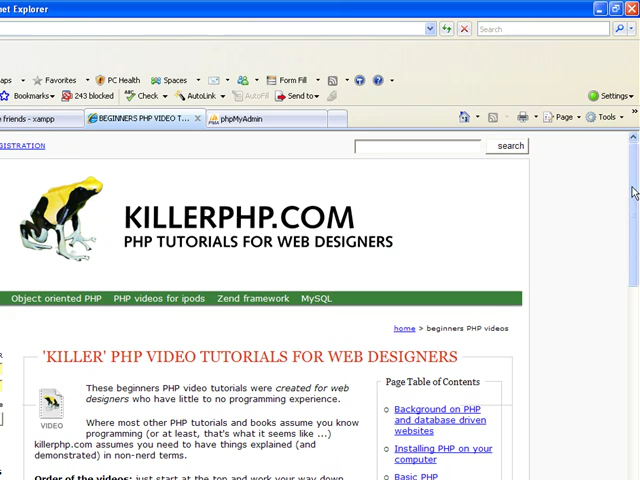 net Explorer
Search
aps Favorites PC Health Spaces Form Fill
Bookmarks 243 blocked Check AutoLink AutoFill Send to Settings
e friends - xampp BEGINNERS PHP VIDEO T... phpMyAdmin Page Tools
GISTRATION
search
KILLERPHP.COM
PHP TUTORIALS FOR WEB DESIGNERS
Object oriented PHP PHP videos for ipods Zend framework MySQL
home > beginners PHP videos
'KILLER' PHP VIDEO TUTORIALS FOR WEB DESIGNERS
VIDEO
These beginners PHP video tutorials were created for web
designers who have little to no programming experience.
Where most other PHP tutorials and books assume you know
programming (or at least, that's what it seems like ...)
killerphp.com assumes you need to have things explained (and
demonstrated) in non-nerd terms.
Order of the videos: just start at the top and work your way down
Page Table of Contents
Background on PHP
and database driven
websites
Installing PHP on your
computer
Basic PHP